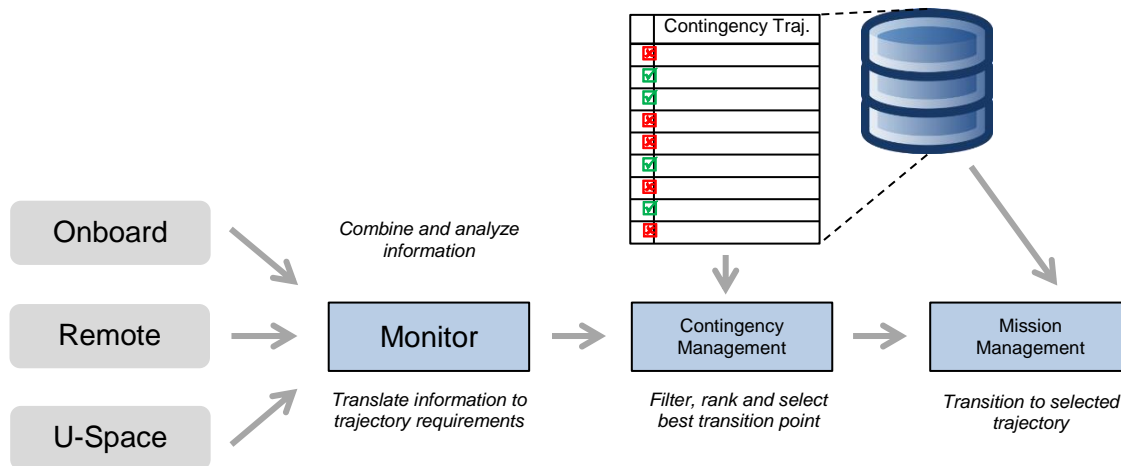 Contingency Traj.
Onboard
Remote
U-Space
Combine and analyze
information
Monitor
Translate information to
trajectory requirements
Contingency
Management
Filter, rank and select
best transition point
Mission
Management
Transition to selected
trajectory